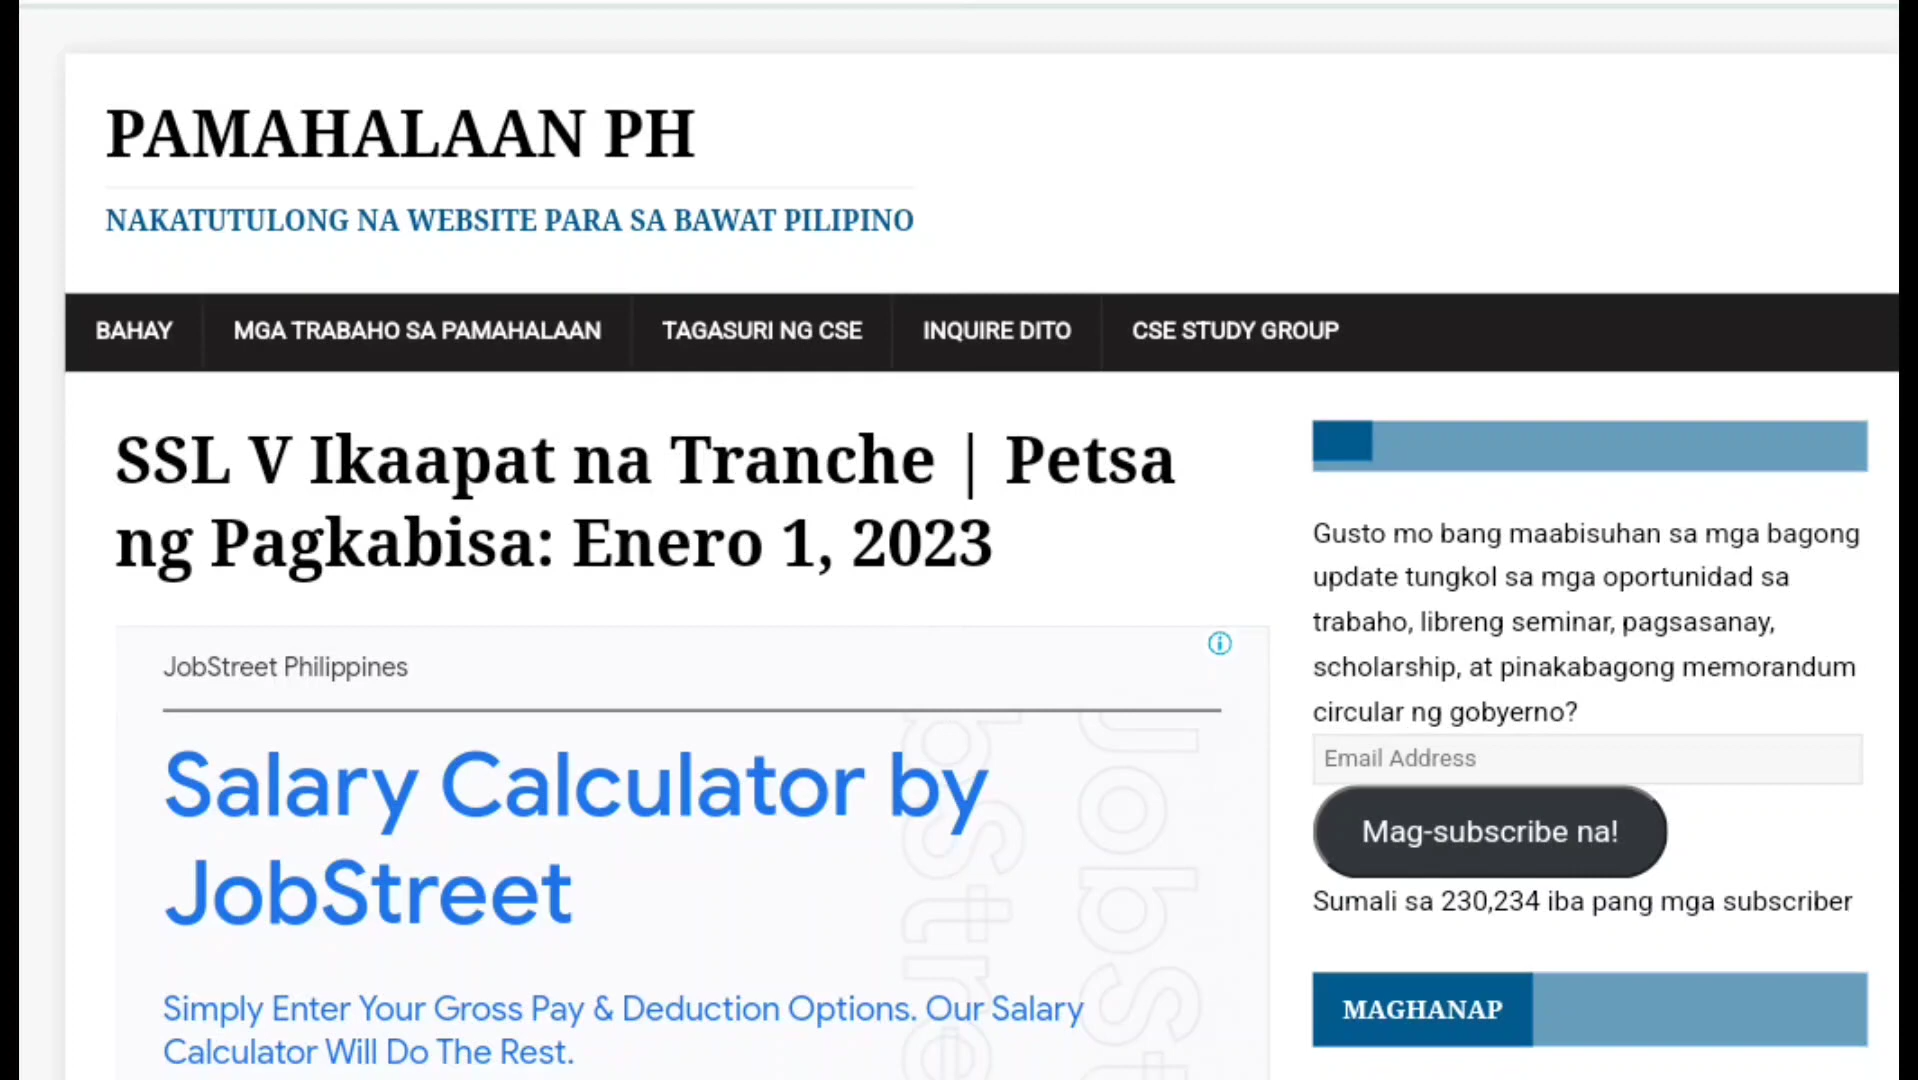 PAMAHALAAN PH
NAKATUTULONG NA WEBSITE PARA SA BAWAT PILIPINO
BAHAY
MGA TRABAHO SA PAMAHALAAN
TAGASURI NG CSE
INQUIRE DITO
CSE STUDY GROUP
SSL V Ikaapat na Tranche | Petsa
ng Pagkabisa: Enero 1, 2023
JobStreet Philippines
Salary Calculator by
JobStreet
Simply Enter Your Gross Pay & Deduction Options. Our Salary
Calculator Will Do The Rest.
Gusto mo bang maabisuhan sa mga bagong
update tungkol sa mga oportunidad sa
trabaho, libreng seminar, pagsasanay,
scholarship, at pinakabagong memorandum
circular ng gobyerno?
Email Address
Mag-subscribe na!
Sumali sa 230,234 iba pang mga subscriber
MAGHANAP